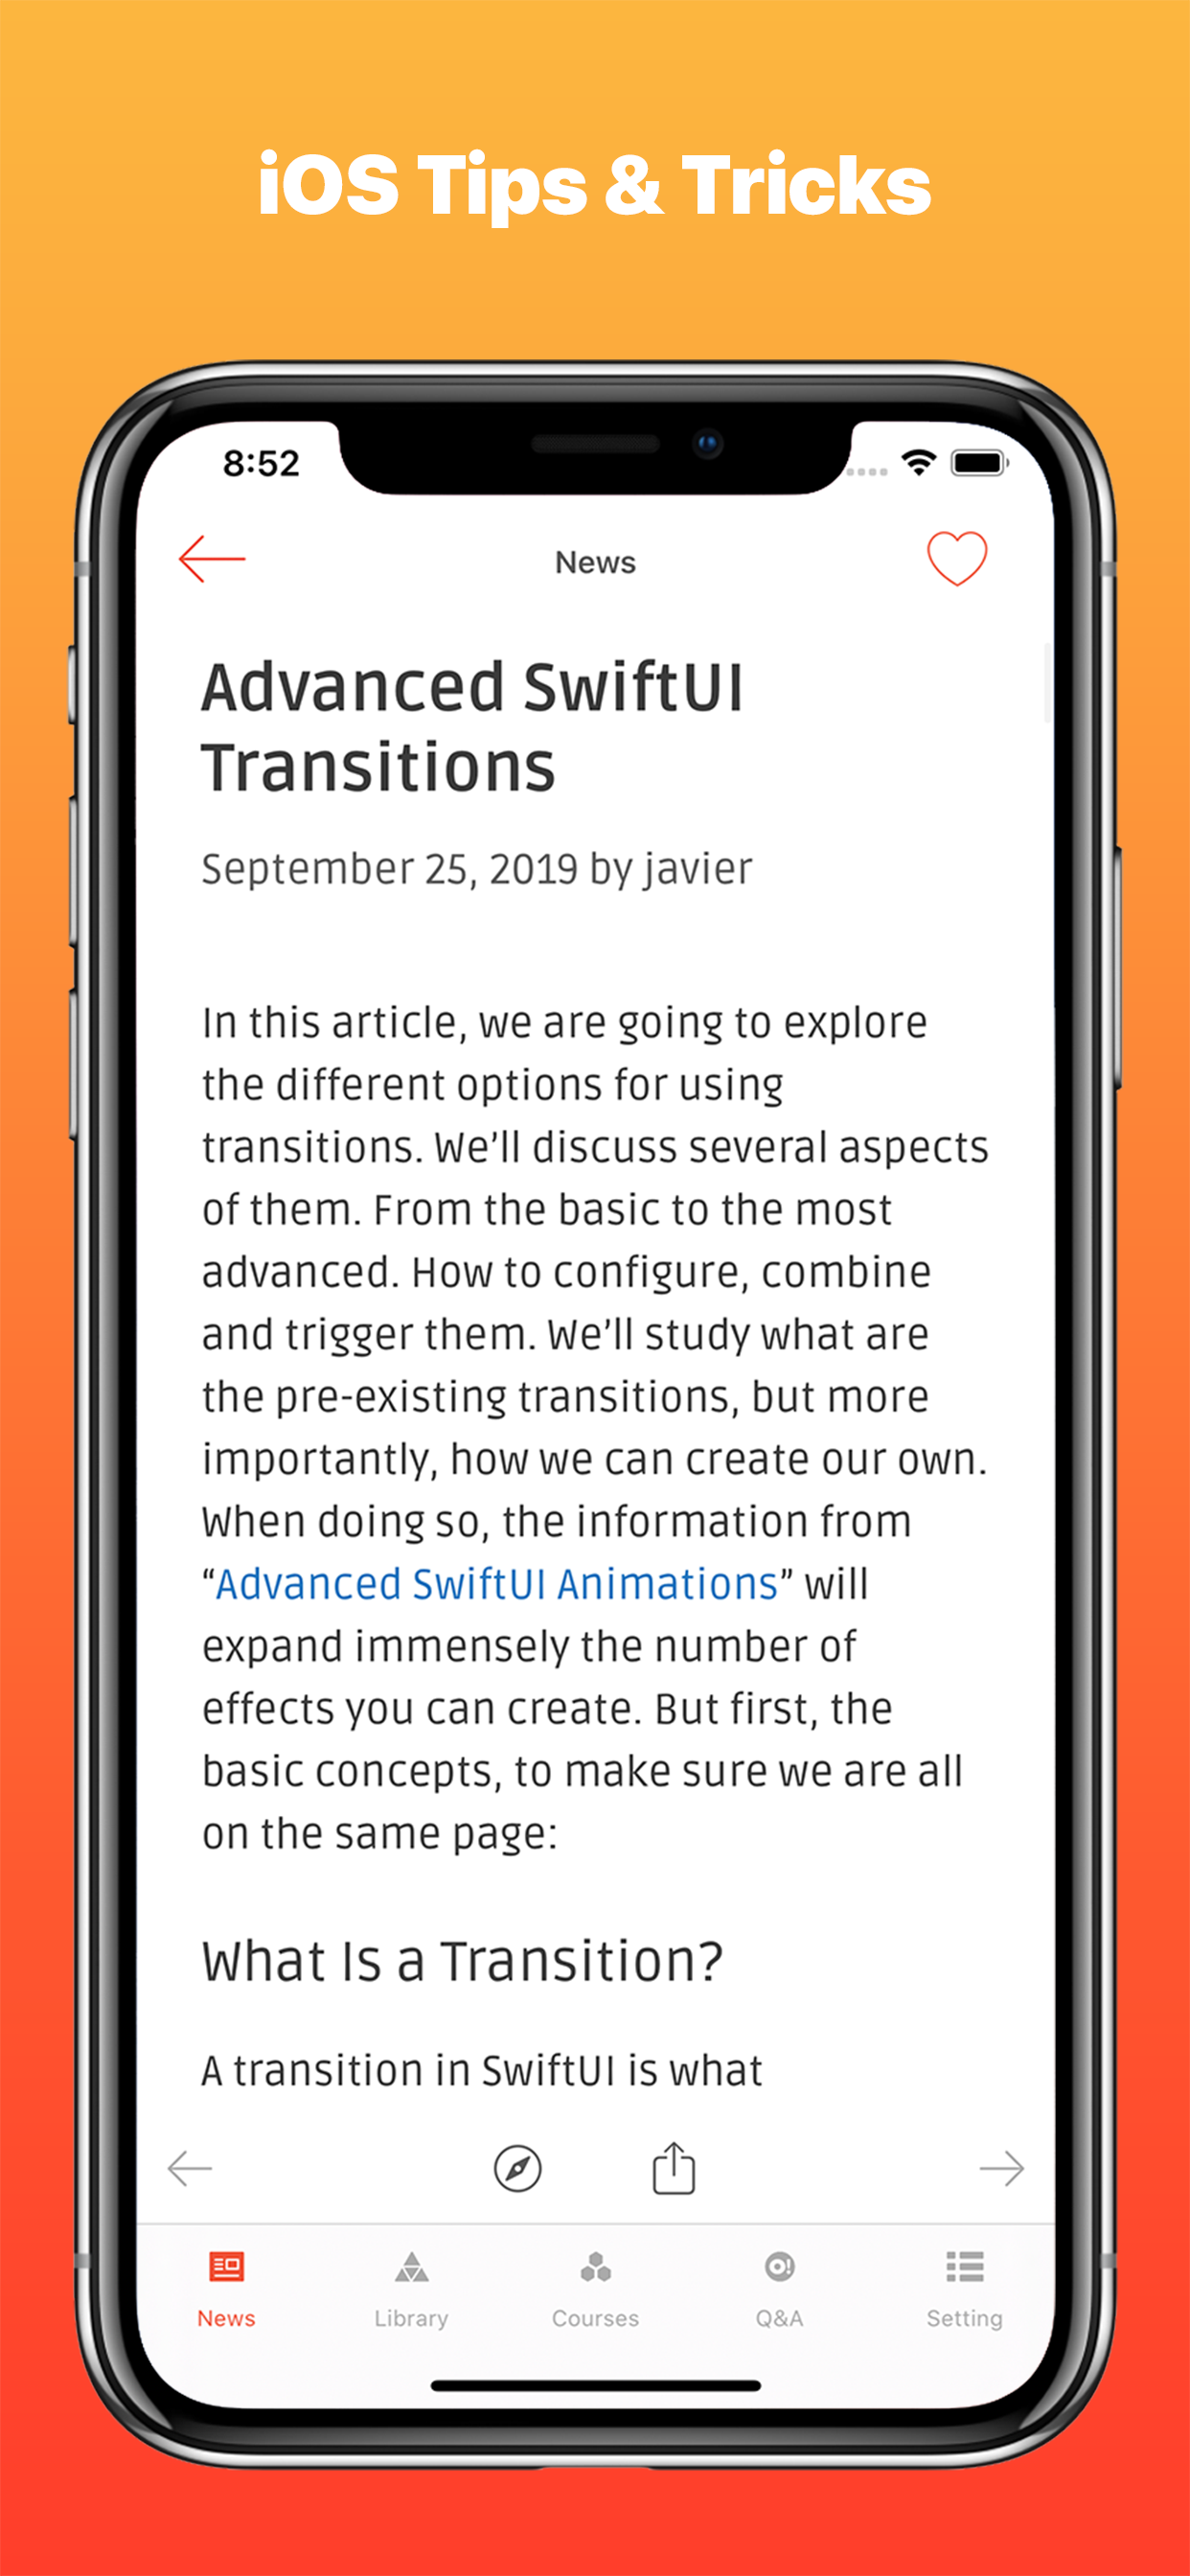 iOS Tips & Tricks
8:52
News
Advanced SwiftUI
Transitions
September 25, 2019 by javier
In this article, we are going to explore
the different options for using
transitions. We’ll discuss several aspects
of them. From the basic to the most
advanced. How to configure, combine
and trigger them. We’ll study what are
the pre-existing transitions, but more
importantly, how we can create our own.
When doing so, the information from
“Advanced SwiftUI Animations” will
expand immensely the number of
effects you can create. But first, the
basic concepts, to make sure we are all
on the same page:
What Is a Transition?
A transition in SwiftUI is what
News Library Courses Q&A Setting